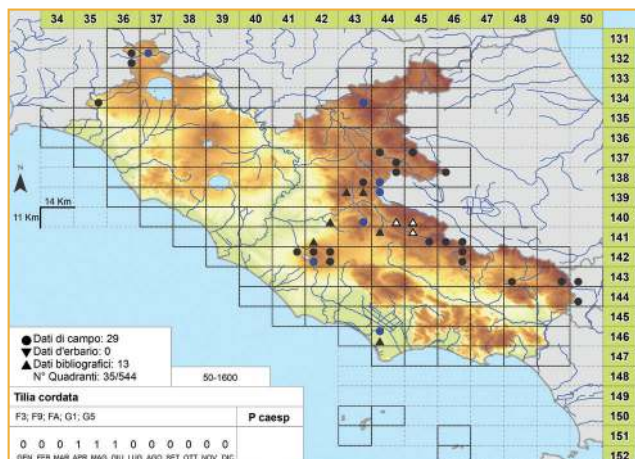 34 35 36 37 38 39 40 41 42 43 44 45 46 47 48 49 50
131
132
133
134
135
136
137
138
139
140
141
142
143
144
145
146
147
148
149
150
151
152
N
14 Km
11 Km
Dati di campo: 29
Dati d'erbario: 0
Dati bibliografici: 13
N° Quadranti: 35/544
50-1600
Tilia cordata
F3; F9; FA; G1; G5
P caesp
0 0 0 1 1 1 0 0 0 0 0 0
GEN FEB MAR APR MAG GIU LUG AGO SET OTT NOV DIC